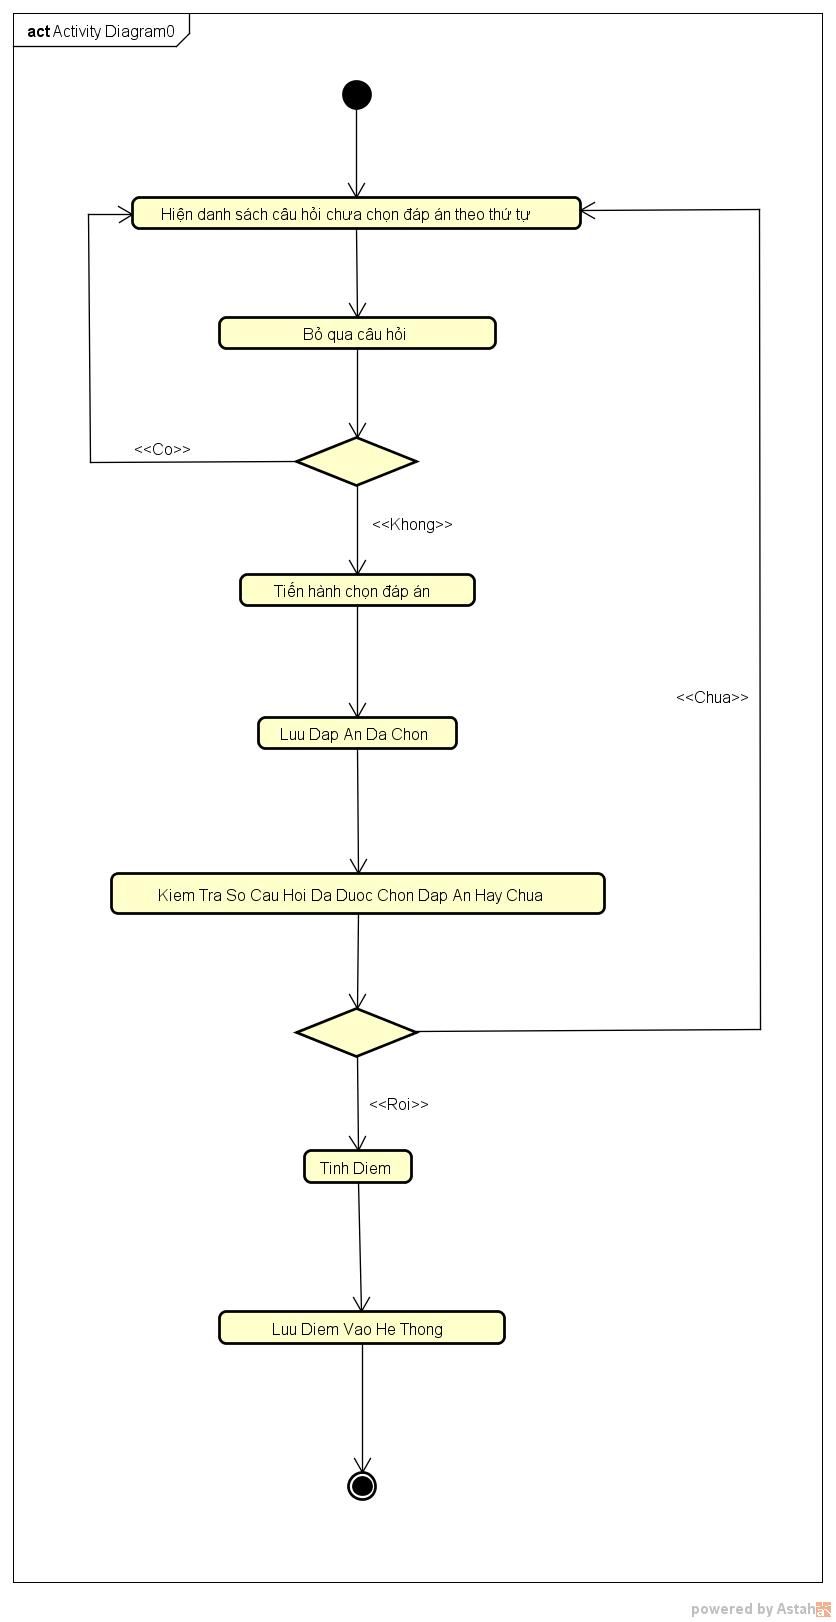 act Activity Diagram0
Hiện danh sách câu hỏi chưa chọn đáp án theo thứ tự
Bỏ qua câu hỏi
<<Co>>
<<Khong>>
Tiến hành chọn đáp án
<<Chua>>
Luu Dap An Da Chon
Kiem Tra So Cau Hoi Da Duoc Chon Dap An Hay Chua
<<Roi>>
Tinh Diem
Luu Diem Vao He Thong
powered by Astah